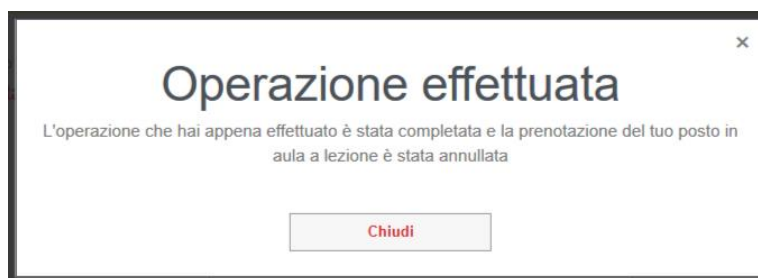 ×
Operazione effettuata
L'operazione che hai appena effettuato è stata completata e la prenotazione del tuo posto in
aula a lezione è stata annullata
Chiudi